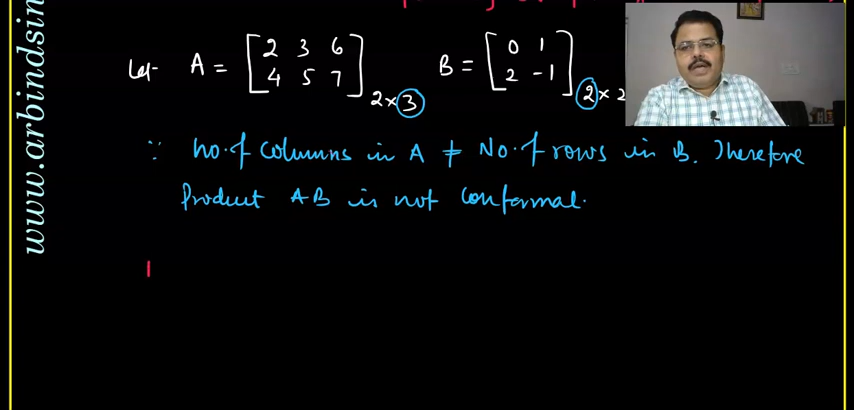 Let A = [ 2 3 6 4 5 7 ] 2×3 B = [ 0 1 2 -1 ] 2×2
∵ No. of Columns in A ≠ No. of rows in B. Therefore
Product AB is not conformal.
www.arbindsin